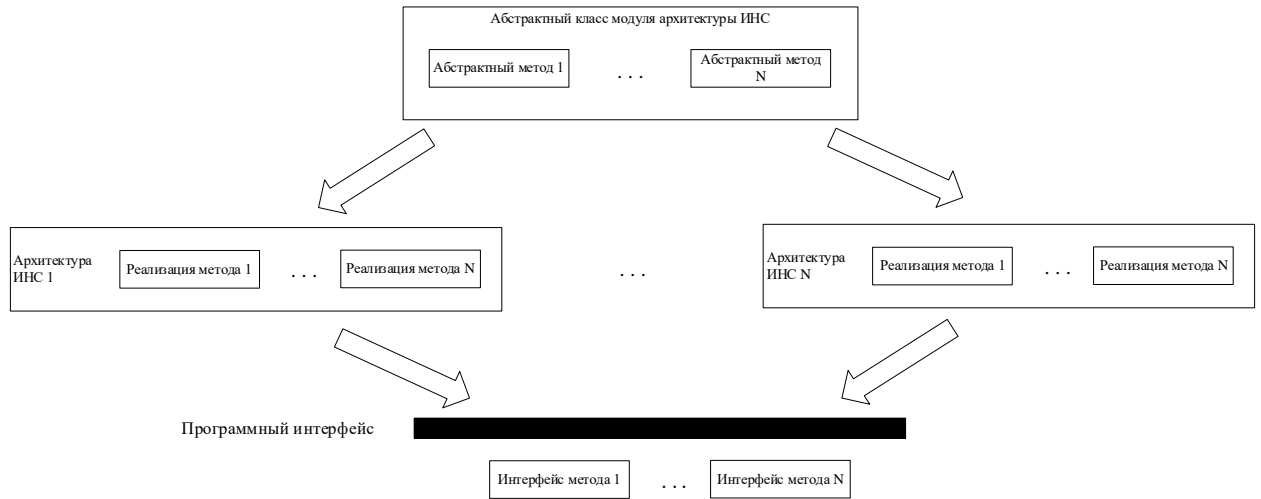 Абстрактный класс модуля архитектуры ИНС
Абстрактный метод 1
. . .
Абстрактный метод
N
Архитектура
ИНС 1
Реализация метода 1
. . .
Реализация метода N
. . .
Архитектура
ИНС N
Реализация метода 1
. . .
Реализация метода N
Программный интерфейс
Интерфейс метода 1
. . .
Интерфейс метода N